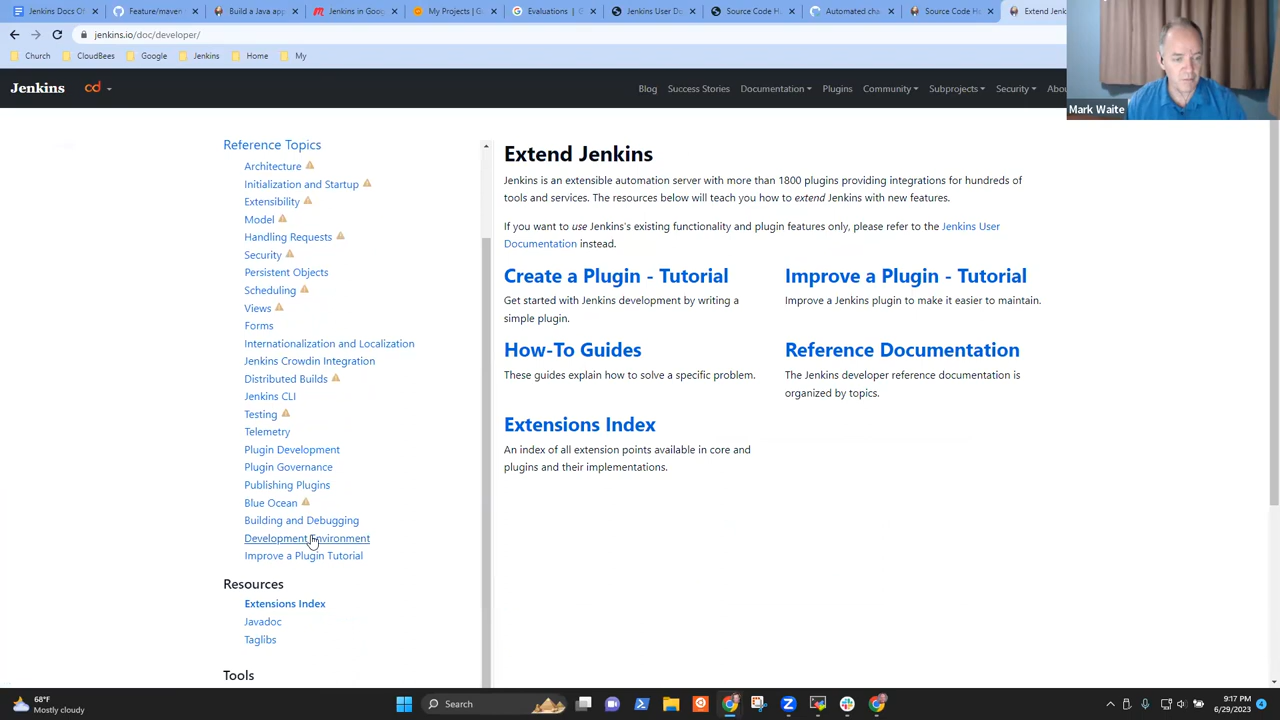 Jenkins Docs Of
Feature/maven
Build a Java app
Jenkins in Goog
My Projects | G
Evaluations | G
Jenkins User Do
Source Code H
Automated cha
Source Code Ho
Extend Jenkin
jenkins.io/doc/developer/
Church
CloudBees
Google
Jenkins
Home
My
Jenkins
cd
Blog
Success Stories
Documentation
Plugins
Community
Subprojects
Security
Abou
Mark Waite
Reference Topics
Architecture
Initialization and Startup
Extensibility
Model
Handling Requests
Security
Persistent Objects
Scheduling
Views
Forms
Internationalization and Localization
Jenkins Crowdin Integration
Distributed Builds
Jenkins CLI
Testing
Telemetry
Plugin Development
Plugin Governance
Publishing Plugins
Blue Ocean
Building and Debugging
Development Environment
Improve a Plugin Tutorial
Resources
Extensions Index
Javadoc
Taglibs
Tools
Extend Jenkins
Jenkins is an extensible automation server with more than 1800 plugins providing integrations for hundreds of
tools and services. The resources below will teach you how to extend Jenkins with new features.
If you want to use Jenkins's existing functionality and plugin features only, please refer to the Jenkins User
Documentation instead.
Create a Plugin - Tutorial
Get started with Jenkins development by writing a
simple plugin.
Improve a Plugin - Tutorial
Improve a Jenkins plugin to make it easier to maintain.
How-To Guides
These guides explain how to solve a specific problem.
Reference Documentation
The Jenkins developer reference documentation is
organized by topics.
Extensions Index
An index of all extension points available in core and
plugins and their implementations.
68°F
Mostly cloudy
Search
9:17 PM
6/29/2023